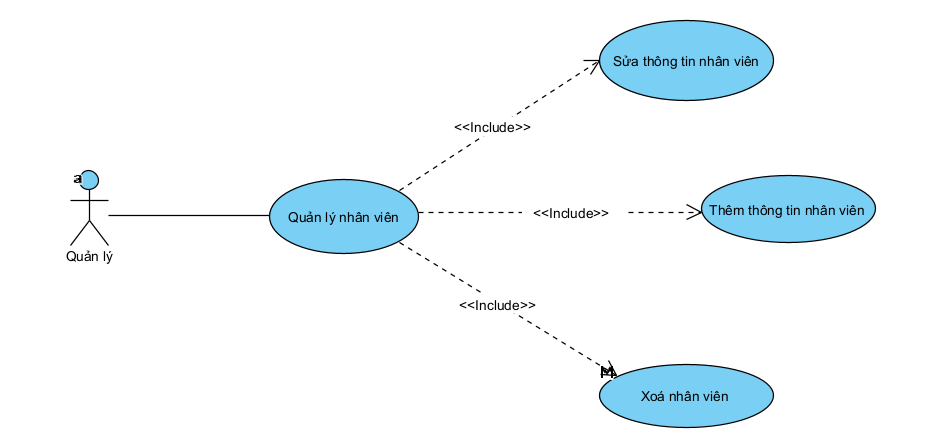 Sửa thông tin nhân viên
<<Include>>
a
Quản lý nhân viên
<<Include>>
Thêm thông tin nhân viên
Quản lý
<<Include>>
Xoá nhân viên